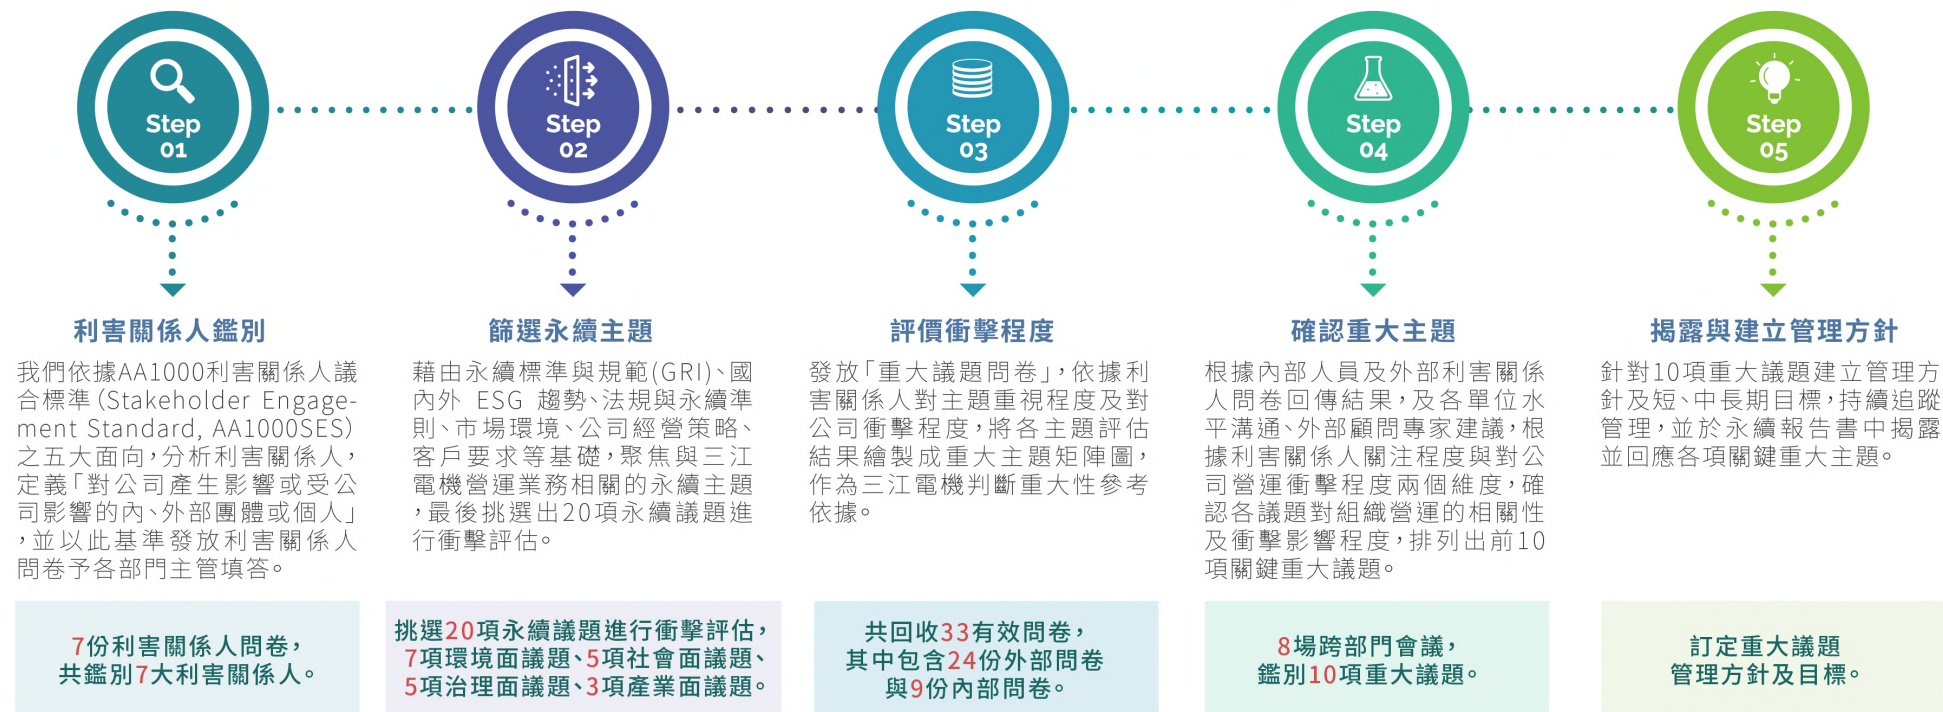 Step
01
Step
02
Step
03
Step
04
Step
05
利害關係人鑑別
我們依據AA1000利害關係人議
合標準(Stakeholder Engage-
ment Standard, AA1000SES)
之五大面向,分析利害關係人,
定義「對公司產生影響或受公
司影響的內、外部團體或個人」
,並以此基準發放利害關係人
問卷予各部門主管填答。
7份利害關係人問卷,
共鑑別7大利害關係人。
篩選永續主題
藉由永續標準與規範(GRI)、國
內外 ESG 趨勢、法規與永續準
則、市場環境、公司經營策略、
客戶要求等基礎,聚焦與三江
電機營運業務相關的永續主題
,最後挑選出20項永續議題進
行衝擊評估。
挑選20項永續議題進行衝擊評估,
7項環境面議題、5項社會面議題、
5項治理面議題、3項產業面議題。
評價衝擊程度
發放「重大議題問卷」,依據利
害關係人對主題重視程度及對
公司衝擊程度,將各主題評估
結果繪製成重大主題矩陣圖,
作為三江電機判斷重大性參考
依據。
共回收33有效問卷,
其中包含24份外部問卷
與9份內部問卷。
確認重大主題
根據內部人員及外部利害關係
人問卷回傳結果,及各單位水
平溝通、外部顧問專家建議,根
據利害關係人關注程度與對公
司營運衝擊程度兩個維度,確
認各議題對組織營運的相關性
及衝擊影響程度,排列出前10
項關鍵重大議題。
8場跨部門會議,
鑑別10項重大議題。
揭露與建立管理方針
針對10項重大議題建立管理方
針及短、中長期目標,持續追蹤
管理,並於永續報告書中揭露
並回應各項關鍵重大主題。
訂定重大議題
管理方針及目標。